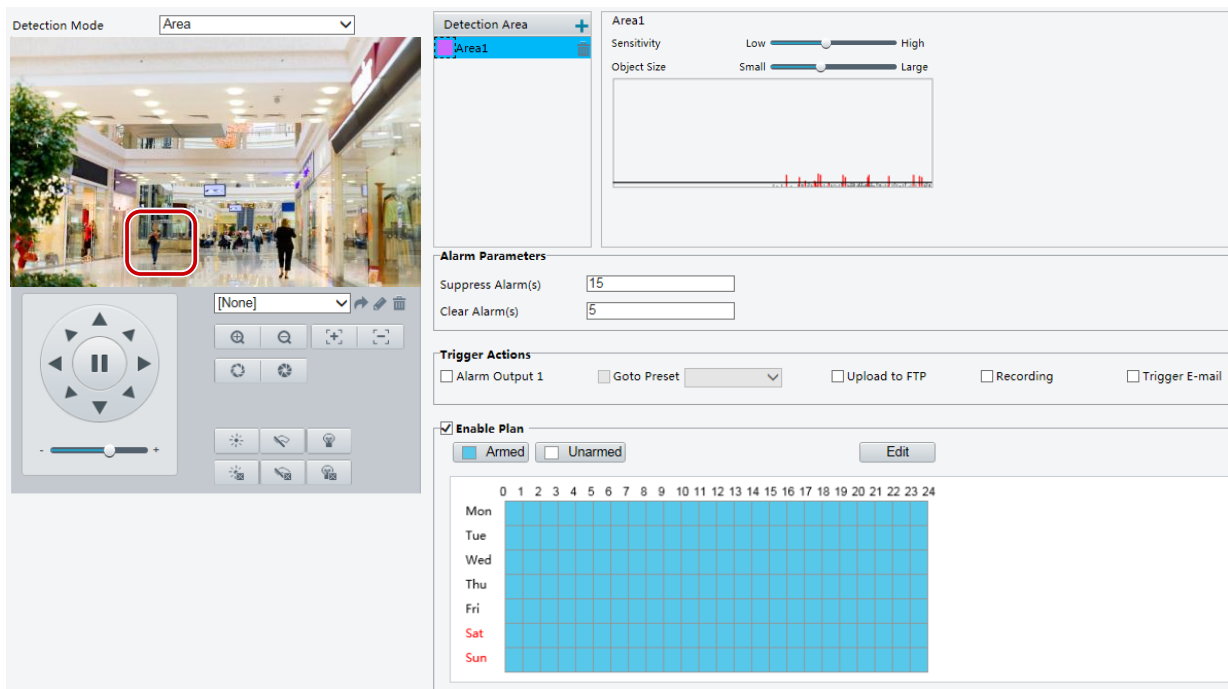 Detection Mode Area
[None]
- +
Detection Area +
Area1
Area1
Sensitivity Low High
Object Size Small Large
Alarm Parameters
Suppress Alarm(s) 15
Clear Alarm(s) 5
Trigger Actions
Alarm Output 1 Goto Preset Upload to FTP Recording Trigger E-mail
Enable Plan
Armed Unarmed Edit
0 1 2 3 4 5 6 7 8 9 10 11 12 13 14 15 16 17 18 19 20 21 22 23 24
Mon
Tue
Wed
Thu
Fri
Sat
Sun